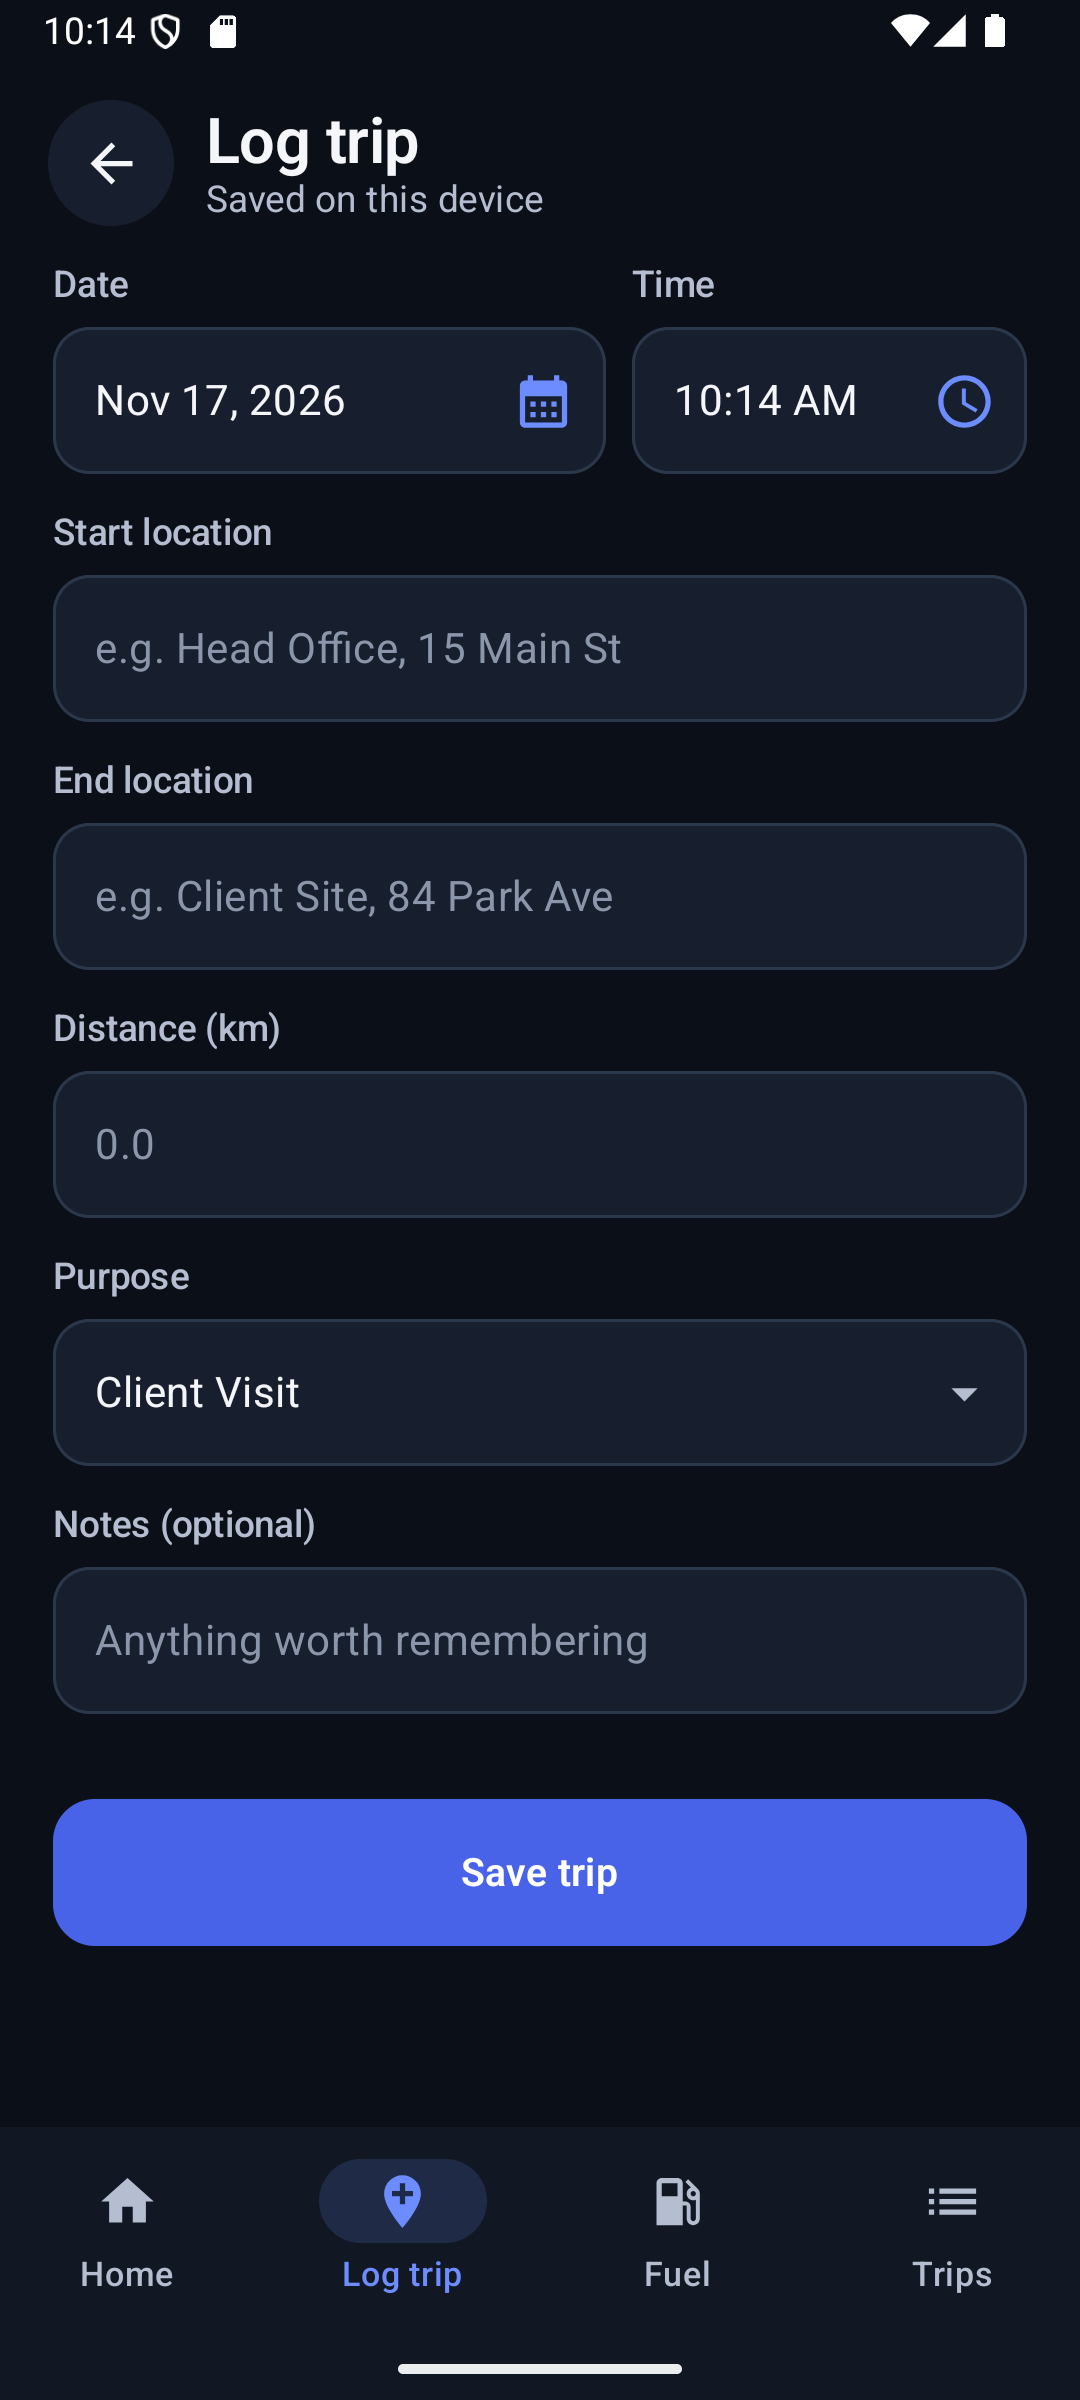 10:14
Log trip
Saved on this device
Date
Time
Nov 17, 2026
10:14 AM
Start location
e.g. Head Office, 15 Main St
End location
e.g. Client Site, 84 Park Ave
Distance (km)
0.0
Purpose
Client Visit
Notes (optional)
Anything worth remembering
Save trip
Home
Log trip
Fuel
Trips